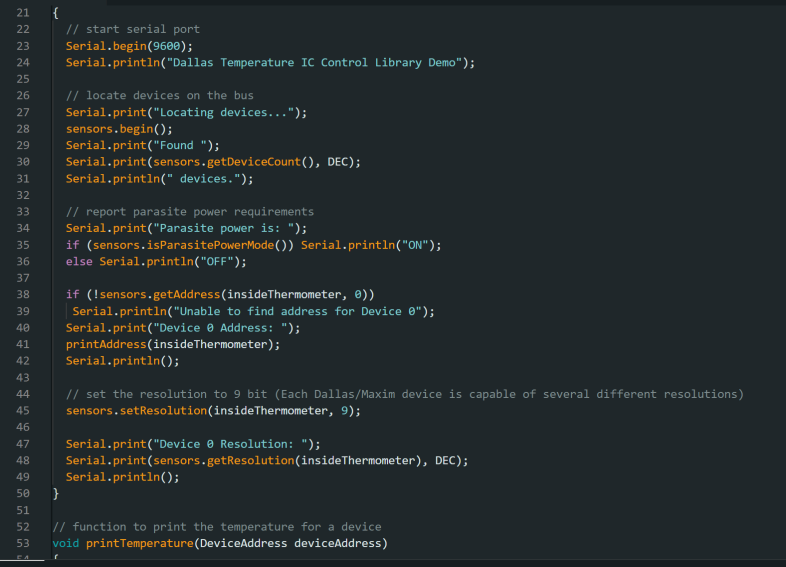 21 {
22 // start serial port
23 Serial.begin(9600);
24 Serial.println("Dallas Temperature IC Control Library Demo");
25
26 // locate devices on the bus
27 Serial.print("Locating devices...");
28 sensors.begin();
29 Serial.print("Found ");
30 Serial.print(sensors.getDeviceCount(), DEC);
31 Serial.println(" devices.");
32
33 // report parasite power requirements
34 Serial.print("Parasite power is: ");
35 if (sensors.isParasitePowerMode()) Serial.println("ON");
36 else Serial.println("OFF");
37
38 if (!sensors.getAddress(insideThermometer, 0))
39 Serial.println("Unable to find address for Device 0");
40 Serial.print("Device 0 Address: ");
41 printAddress(insideThermometer);
42 Serial.println();
43
44 // set the resolution to 9 bit (Each Dallas/Maxim device is capable of several different resolutions)
45 sensors.setResolution(insideThermometer, 9);
46
47 Serial.print("Device 0 Resolution: ");
48 Serial.print(sensors.getResolution(insideThermometer), DEC);
49 Serial.println();
50 }
51
52 // function to print the temperature for a device
53 void printTemperature(DeviceAddress deviceAddress)